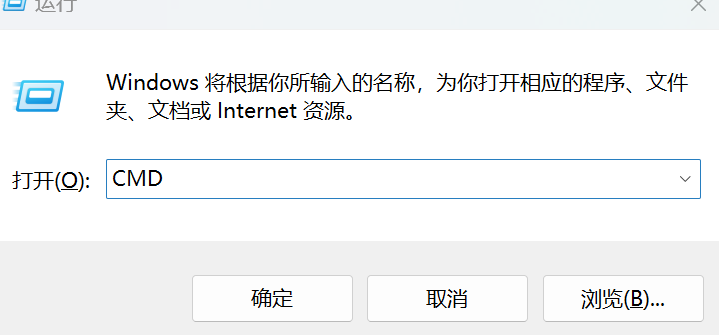 运行
Windows 将根据你所输入的名称，为你打开相应的程序、文件
夹、文档或 Internet 资源。
打开(O): CMD
确定 取消 浏览(B)...